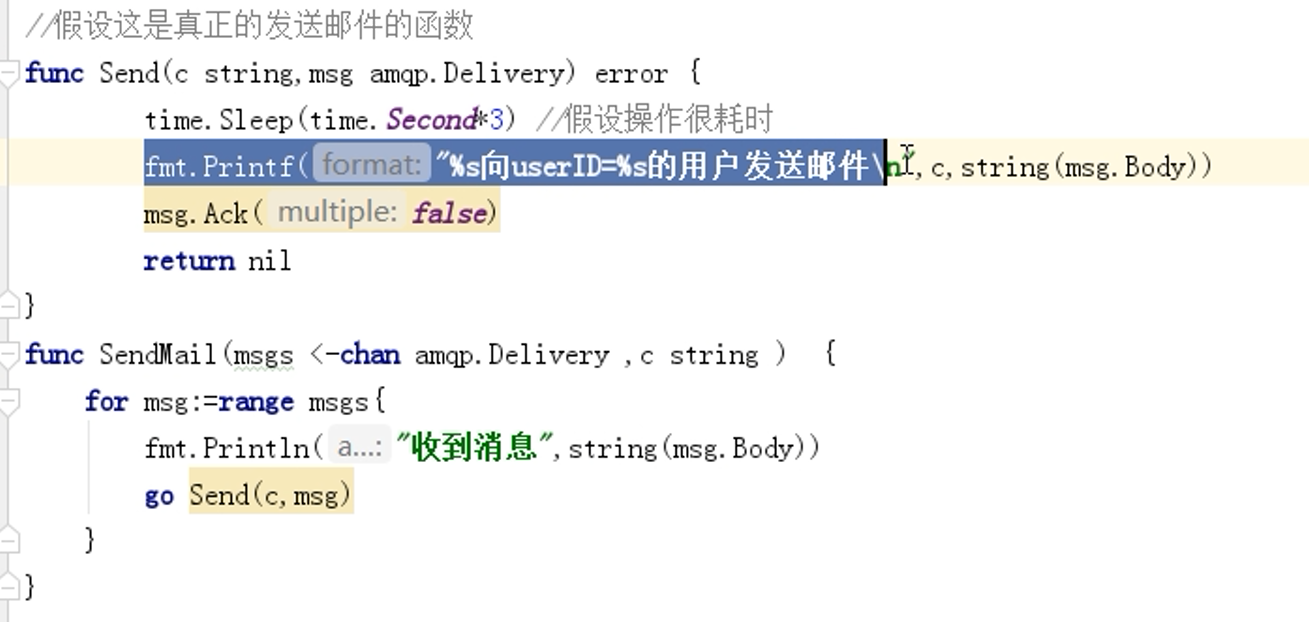 //假设这是真正的发送邮件的函数
func Send(c string,msg amqp.Delivery) error {
time.Sleep(time.Second*3) //假设操作很耗时
fmt.Printf( format: "%s向userID=%s的用户发送邮件\n",c,string(msg.Body))
msg.Ack( multiple: false)
return nil
}
func SendMail(msgs <-chan amqp.Delivery ,c string ) {
for msg:=range msgs{
fmt.Println( a...: "收到消息",string(msg.Body))
go Send(c,msg)
}
}